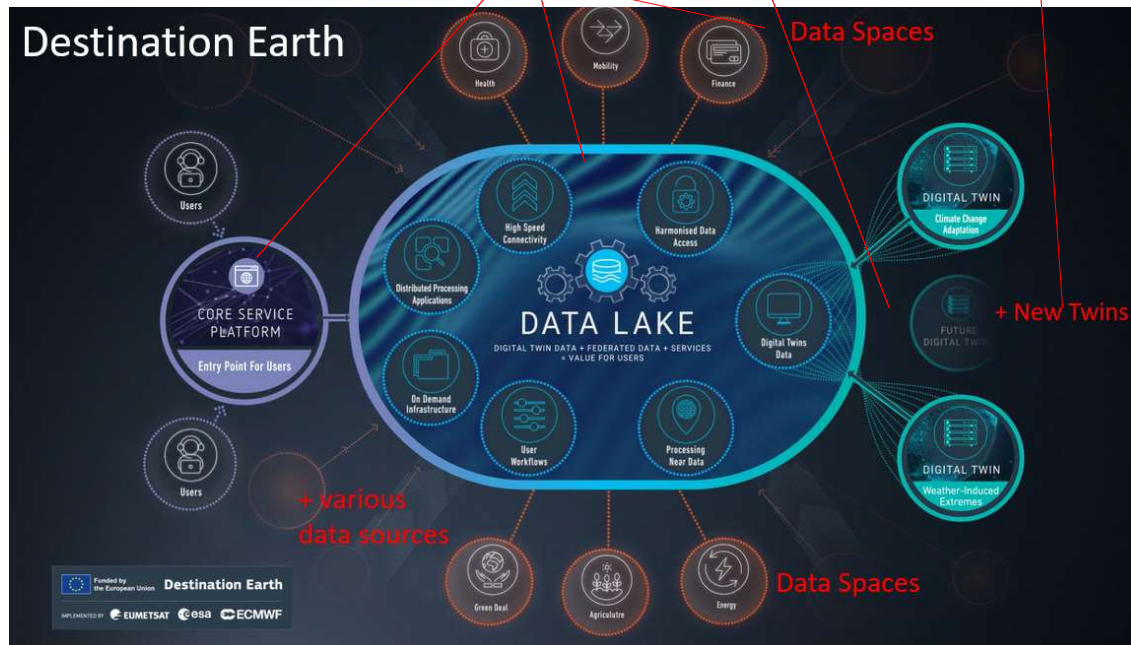 Destination Earth
Data Spaces
Health
Mobility
Finance
Users
DIGITAL TWIN
Climate Change
Adaptation
High Speed
Connectivity
Harmonised Data
Access
Distributed Processing
Applications
CORE SERVICE
PLATFORM
Entry Point For Users
DATA LAKE
DIGITAL TWIN DATA + FEDERATED DATA + SERVICES
= VALUE FOR USERS
Digital Twins
Data
FUTURE
DIGITAL TWINS
+ New Twins
On Demand
Infrastructure
User
Workflows
Processing
Near Data
Users
DIGITAL TWIN
Weather-Induced
Extremes
+ various
data sources
Green Deal
Agriculutre
Energy
Data Spaces
Funded by
the European Union
Destination Earth
IMPLEMENTED BY EUMETSAT esa ECMWF